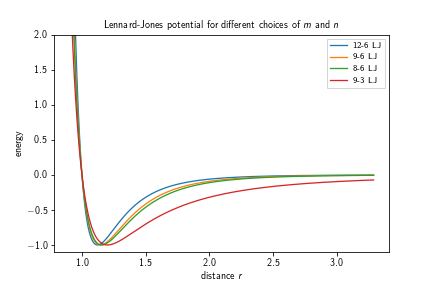 Lennard-Jones potential for different choices of m and n
2.0
1.5
1.0
0.5
0.0
−0.5
−1.0
energy
12-6 LJ
9-6 LJ
8-6 LJ
9-3 LJ
1.0 1.5 2.0 2.5 3.0
distance r